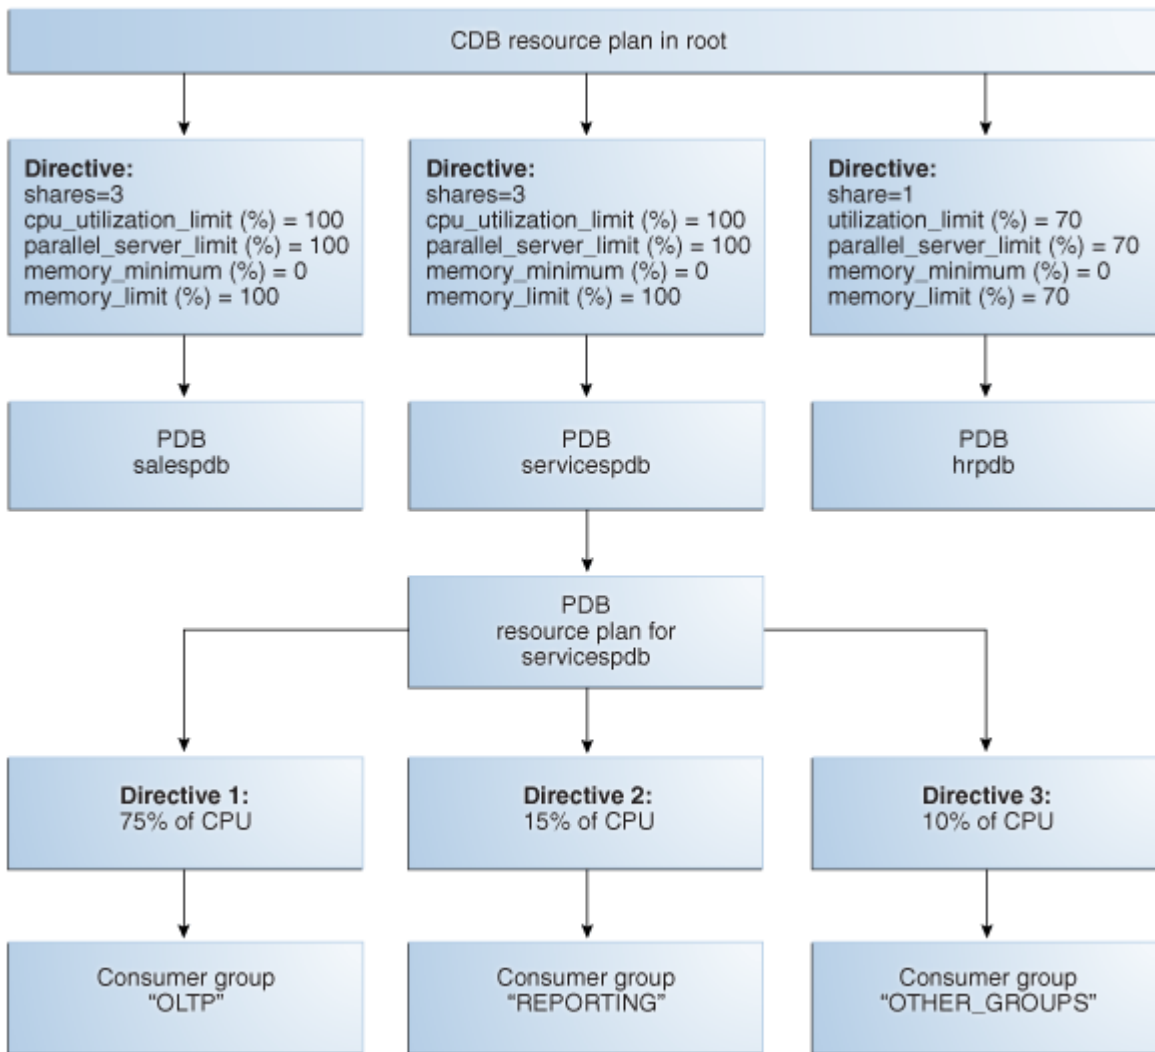 CDB resource plan in root
Directive:
shares=3
cpu_utilization_limit (%) = 100
parallel_server_limit (%) = 100
memory_minimum (%) = 0
memory_limit (%) = 100
Directive:
shares=3
cpu_utilization_limit (%) = 100
parallel_server_limit (%) = 100
memory_minimum (%) = 0
memory_limit (%) = 100
Directive:
share=1
utilization_limit (%) = 70
parallel_server_limit (%) = 70
memory_minimum (%) = 0
memory_limit (%) = 70
PDB
salespdb
PDB
servicespdb
PDB
hrpdb
PDB
resource plan for
servicespdb
Directive 1:
75% of CPU
Directive 2:
15% of CPU
Directive 3:
10% of CPU
Consumer group
“OLTP”
Consumer group
“REPORTING”
Consumer group
“OTHER_GROUPS”